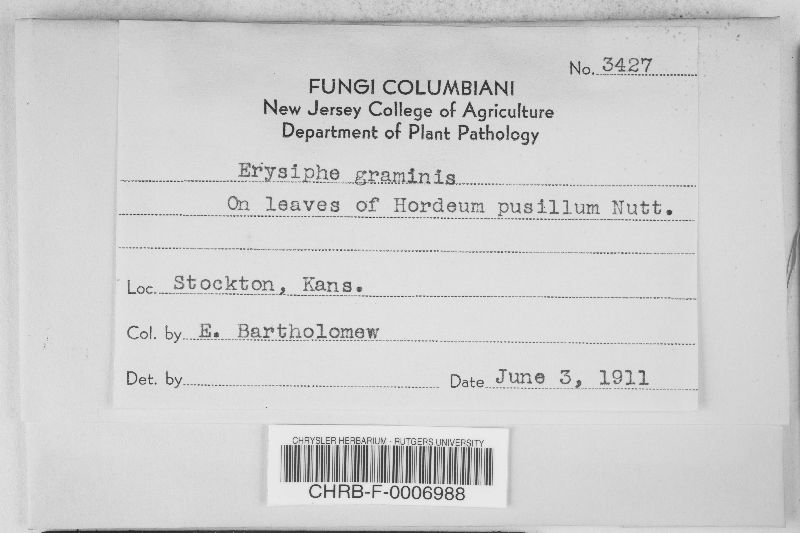 No. 3427
FUNGI COLUMBIANI
New Jersey College of Agriculture
Department of Plant Pathology
Erysiphe graminis
On leaves of Hordeum pusillum Nutt.
Loc. Stockton, Kans.
Col. by E. Bartholomew
Det. by
Date June 3, 1911
CHRYSLER HERBARIUM - RUTGERS UNIVERSITY
CHRB-F-0006988